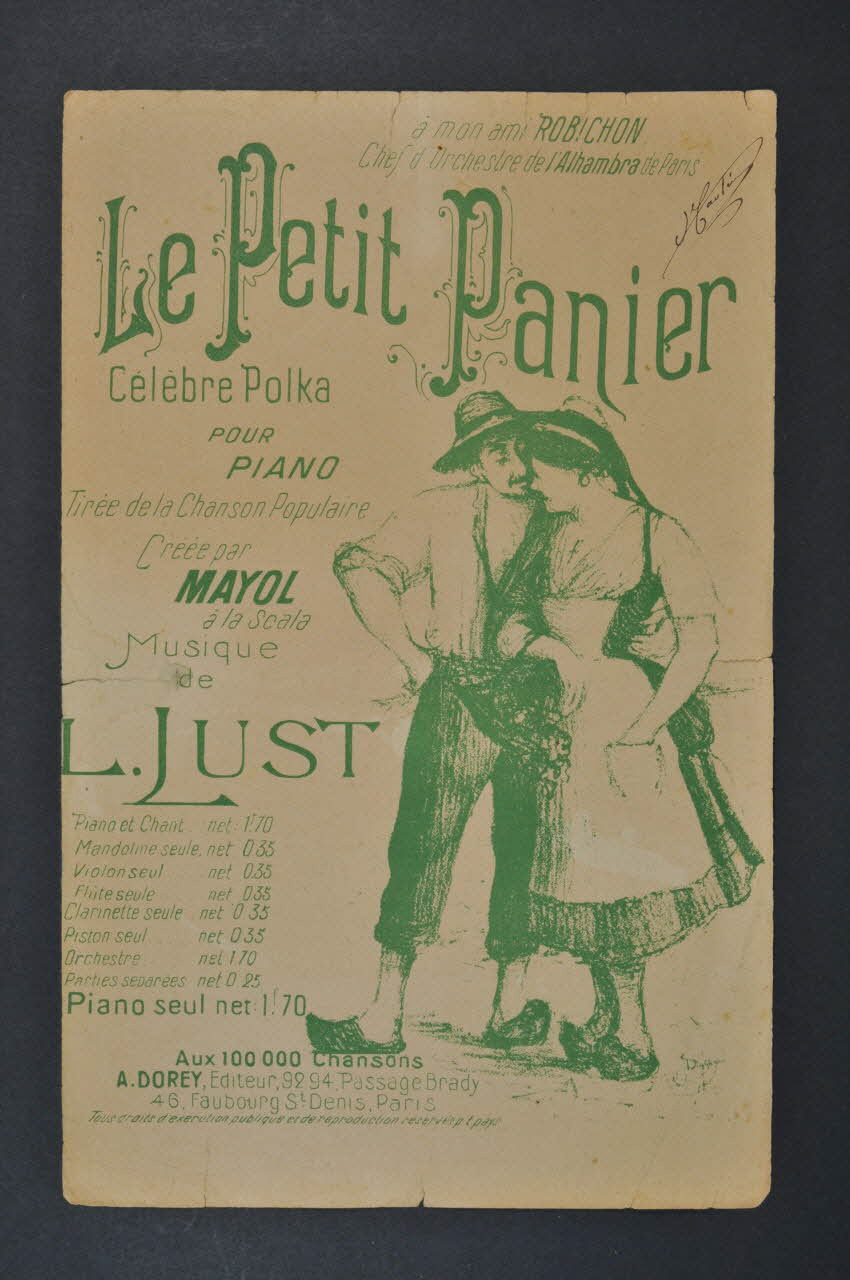 à mon ami ROBICHON
Chef d'Orchestre de l'Alhambra de Paris
Le Petit Panier
Célèbre Polka
POUR
PIANO
Tirée de la Chanson Populaire
Créée par
MAYOL
à la Scala
Musique
de
L. JUST
Piano et Chant net: 1f.70
Mandoline seule, net 0.35
Violon seul net 0.35
Flûte seule net 0.35
Clarinette seule net 0.35
Piston seul net 0.35
Orchestre net 1.70
Parties séparées net 0.25
Piano seul net: 1f.70
Aux 100 000 Chansons
A. DOREY, Editeur, 92 94, Passage Brady
46, Faubourg St. Denis, Paris
Tous droits d'exécution publique et de reproduction réservés p.t. pays